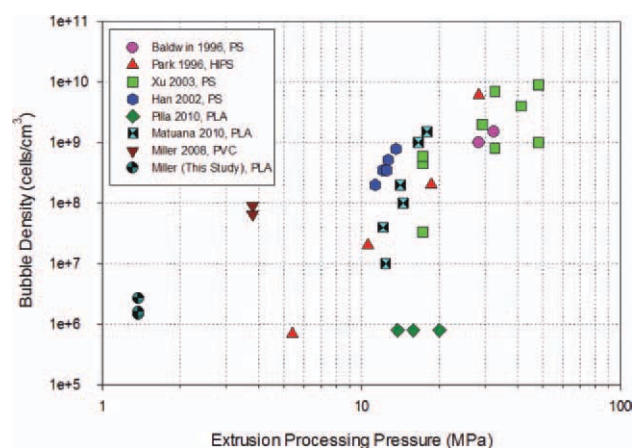 1e+11
1e+10
1e+9
1e+8
1e+7
1e+6
1e+5
Bubble Density (cells/cm³)
Baldwin 1996, PS
Park 1996, HIPS
Xu 2003, PS
Han 2002, PS
Pilla 2010, PLA
Matuana 2010, PLA
Miller 2008, PVC
Miller (This Study), PLA
1 10 100
Extrusion Processing Pressure (MPa)